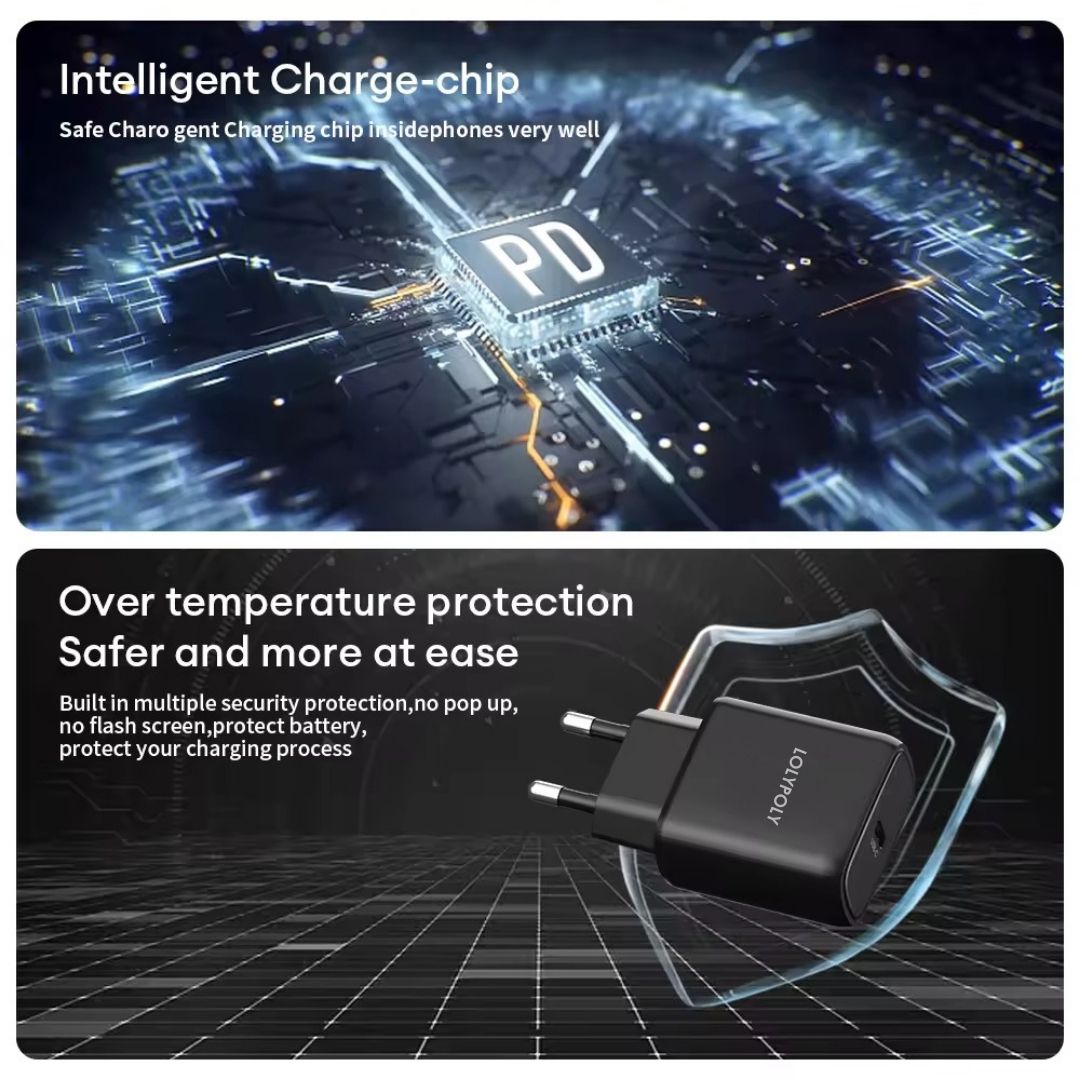 Intelligent Charge-chip
Safe Charo gent Charging chip insidephones very well
PD
Over temperature protection
Safer and more at ease
Built in multiple security protection,no pop up,
no flash screen,protect battery,
protect your charging process
LOLYPOLY